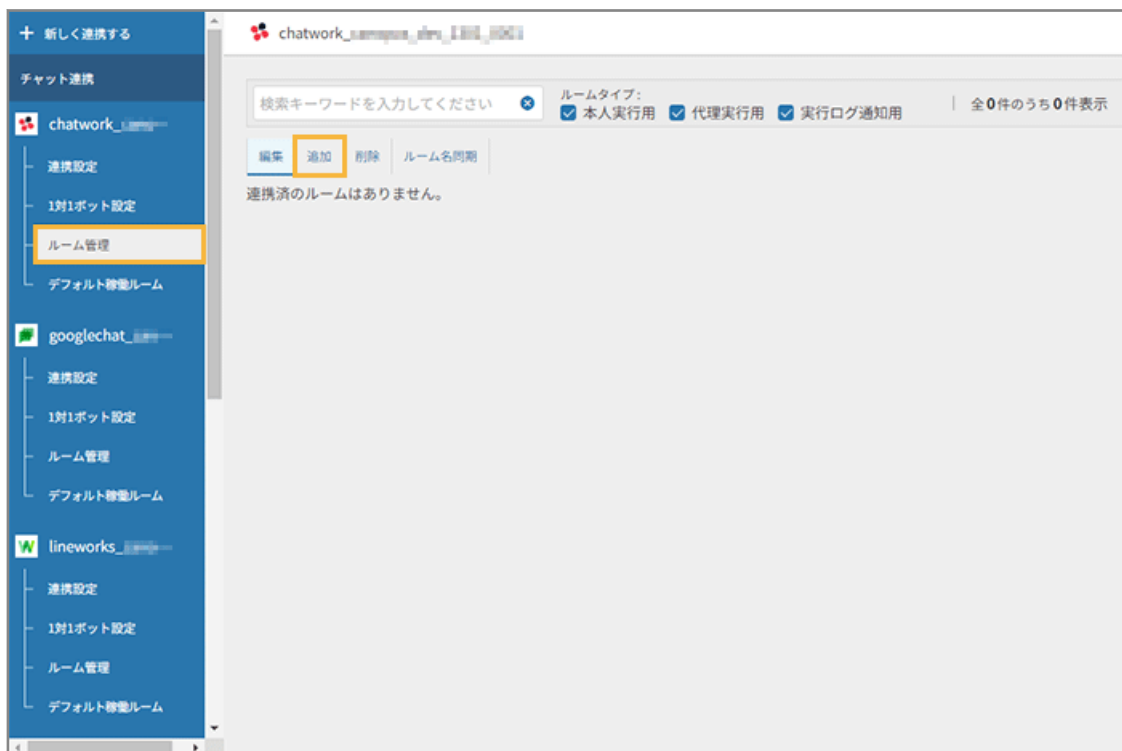 新しく連携する
チャット連携
chatwork_
連携設定
1対1ボット設定
ルーム管理
デフォルト稼働ルーム
googlechat_
連携設定
1対1ボット設定
ルーム管理
デフォルト稼働ルーム
lineworks_
連携設定
1対1ボット設定
ルーム管理
デフォルト稼働ルーム
chatwork_
検索キーワードを入力してください
ルームタイプ:
本人実行用 代理実行用 実行ログ通知用
全0件のうち0件表示
編集 追加 削除 ルーム名同期
連携済のルームはありません。